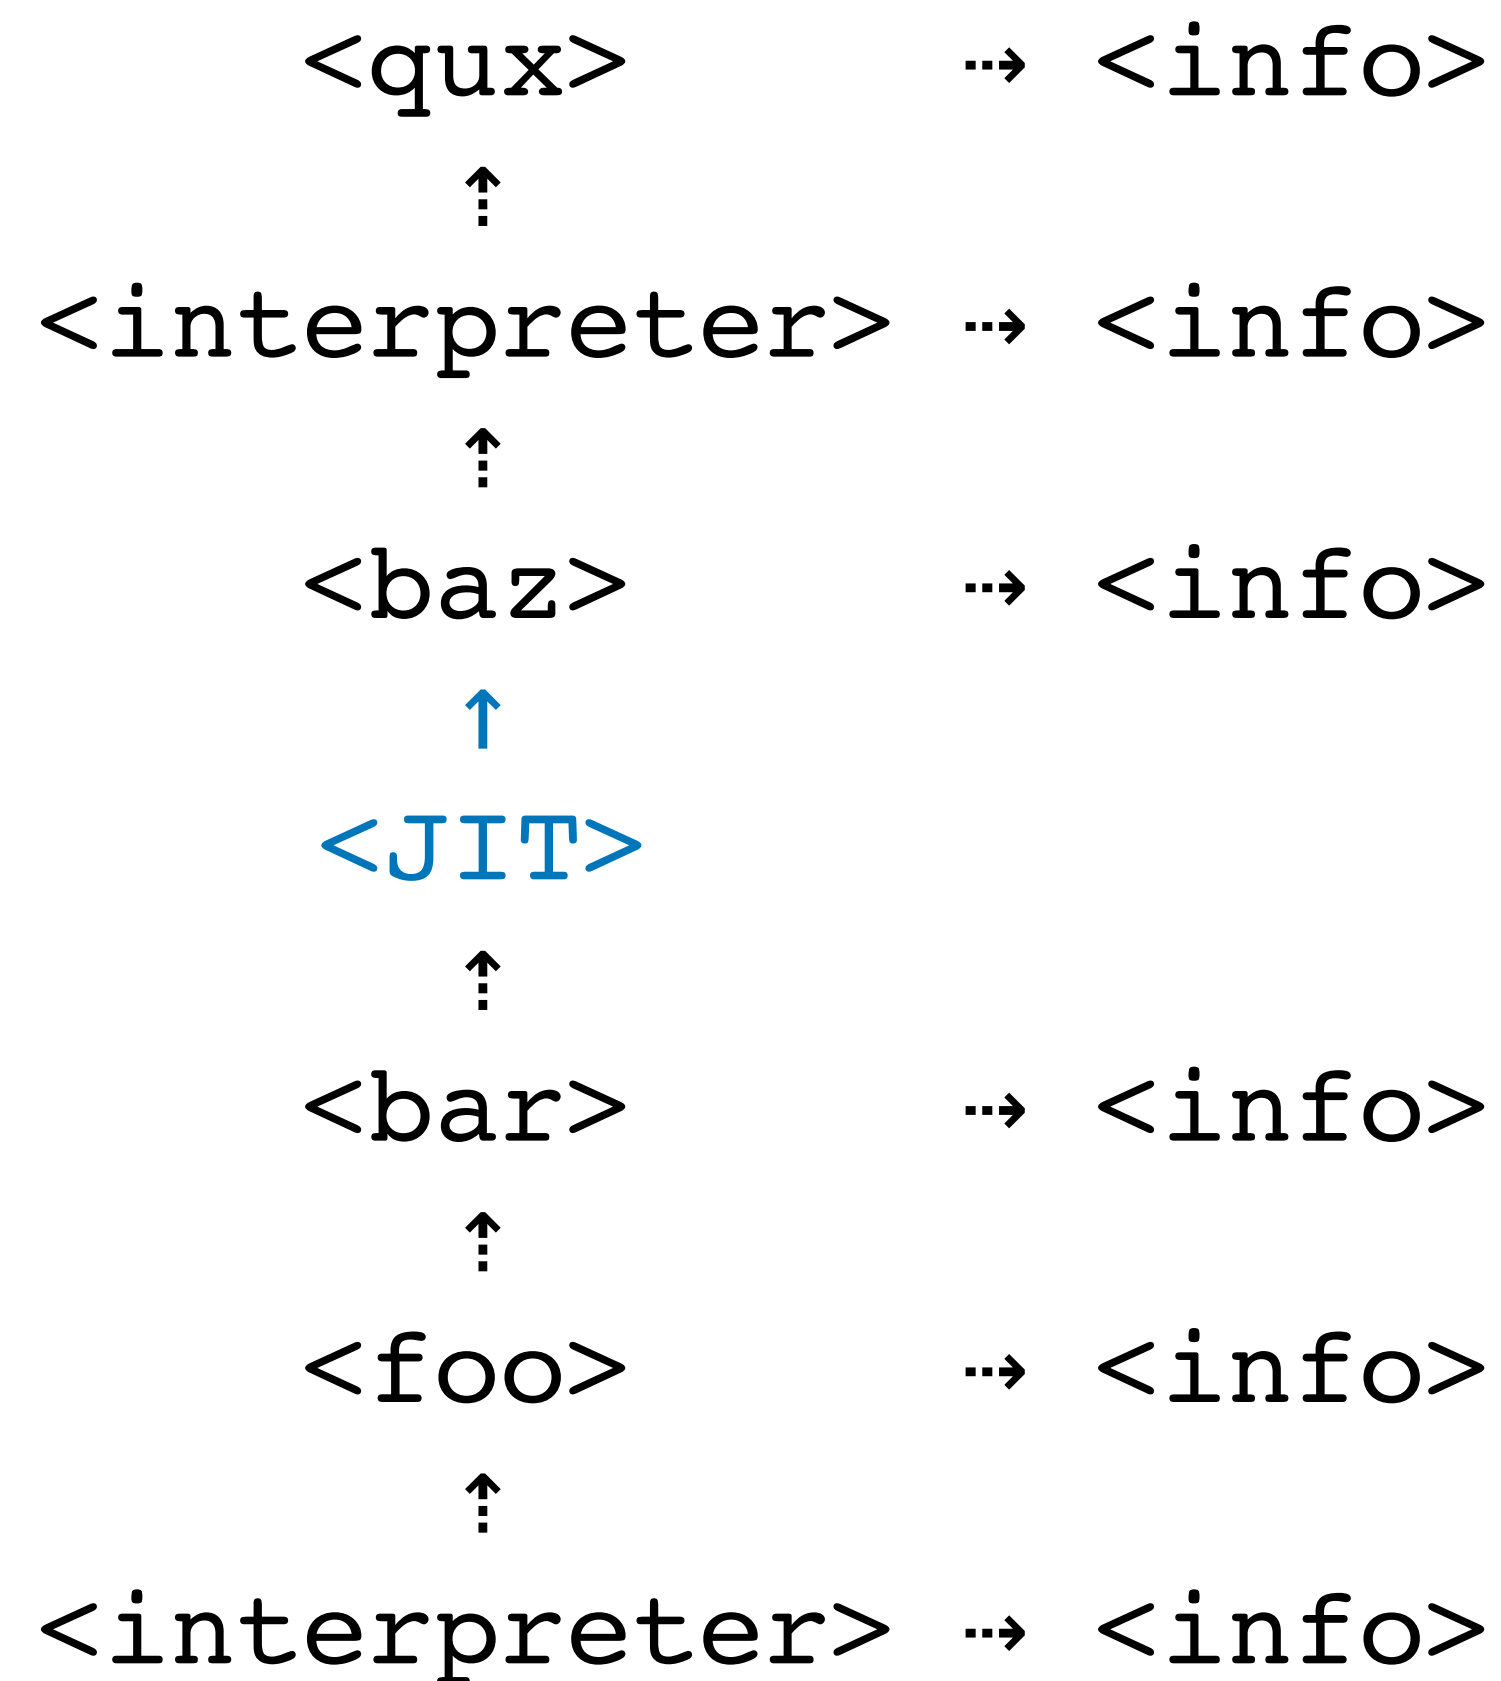 <qux> ⇢ <info>
⇡
<interpreter> ⇢ <info>
⇡
<baz> ⇢ <info>
↑
<JIT>
⇡
<bar> ⇢ <info>
⇡
<foo> ⇢ <info>
⇡
<interpreter> ⇢ <info>